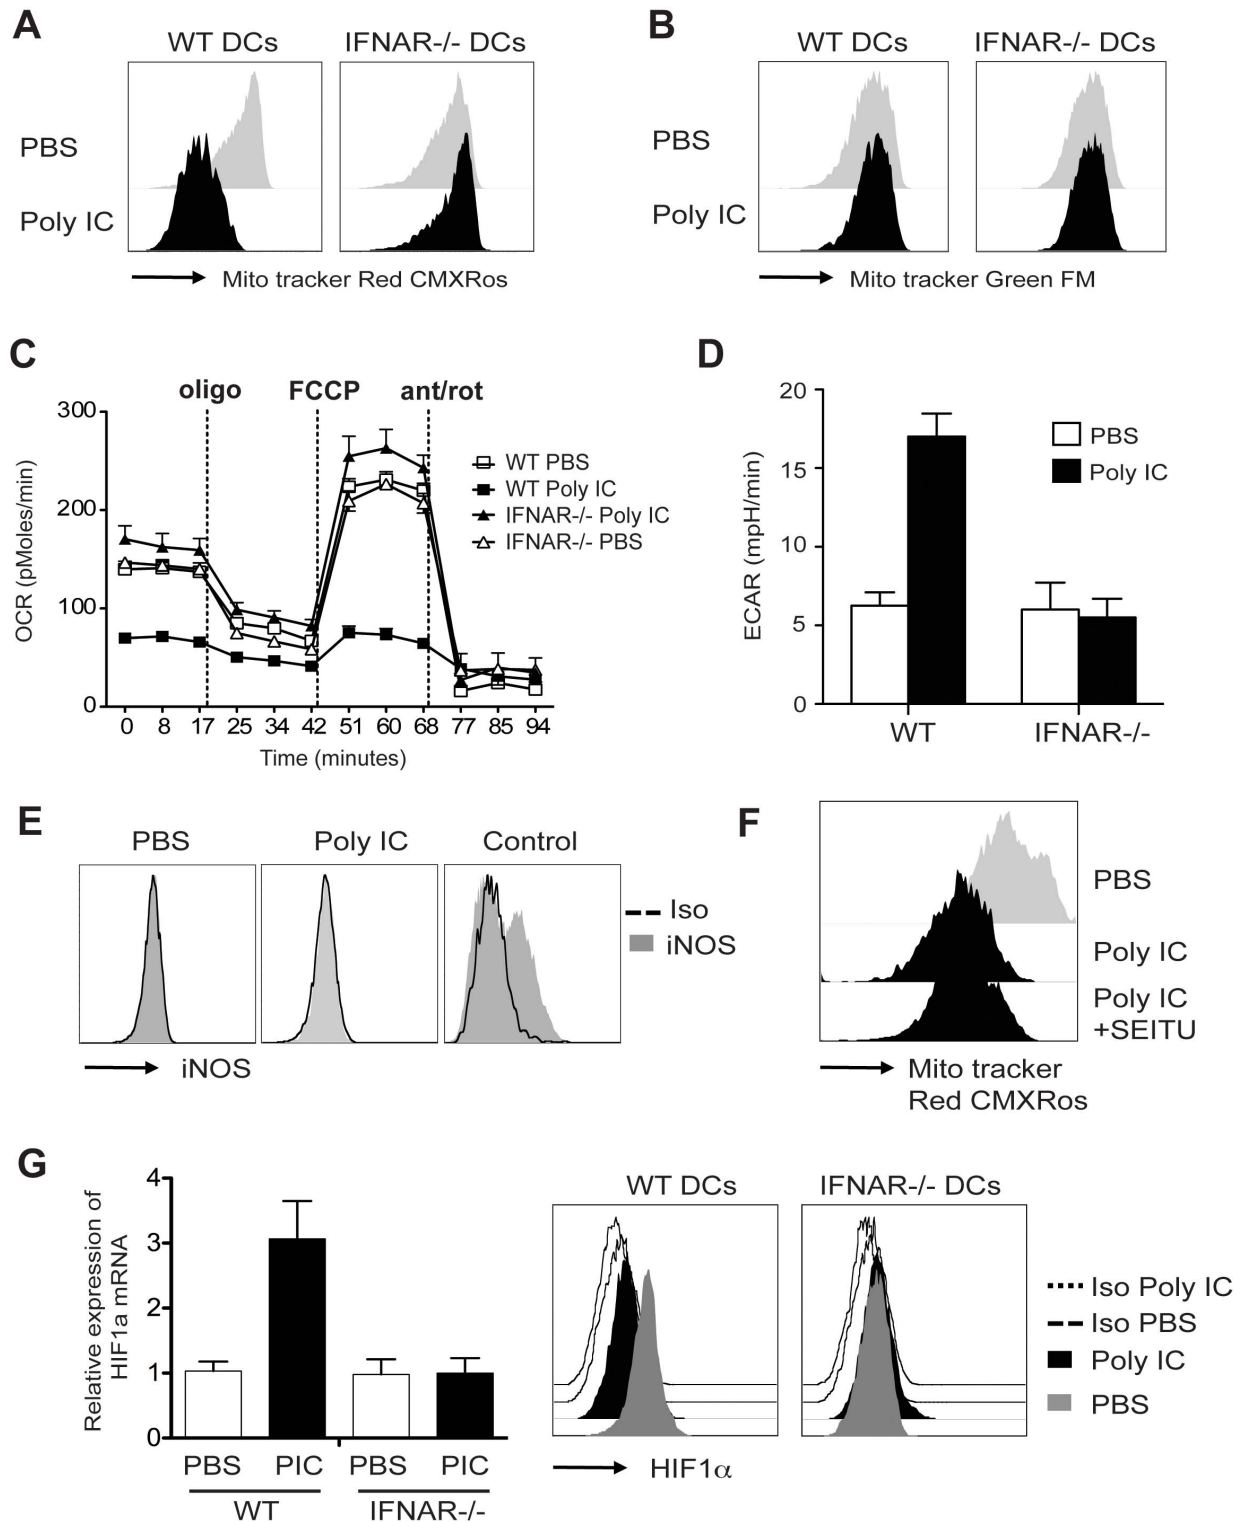 A
WT DCs
IFNAR-/- DCs
PBS
Poly IC
Mito tracker Red CMXRos
B
WT DCs
IFNAR-/- DCs
PBS
Poly IC
Mito tracker Green FM
C
oligo
FCCP
ant/rot
OCR (pMoles/min)
300
200
100
0
0 8 17 25 34 42 51 60 68 77 85 94
Time (minutes)
WT PBS
WT Poly IC
IFNAR-/- Poly IC
IFNAR-/- PBS
D
ECAR (mpH/min)
20
15
10
5
0
WT
IFNAR-/-
PBS
Poly IC
E
PBS
Poly IC
Control
Iso
iNOS
iNOS
F
PBS
Poly IC
Poly IC
+SEITU
Mito tracker
Red CMXRos
G
Relative expression of
HIF1a mRNA
4
3
2
1
0
PBS PIC PBS PIC
WT
IFNAR-/-
WT DCs
IFNAR-/- DCs
HIF1α
Iso Poly IC
Iso PBS
Poly IC
PBS